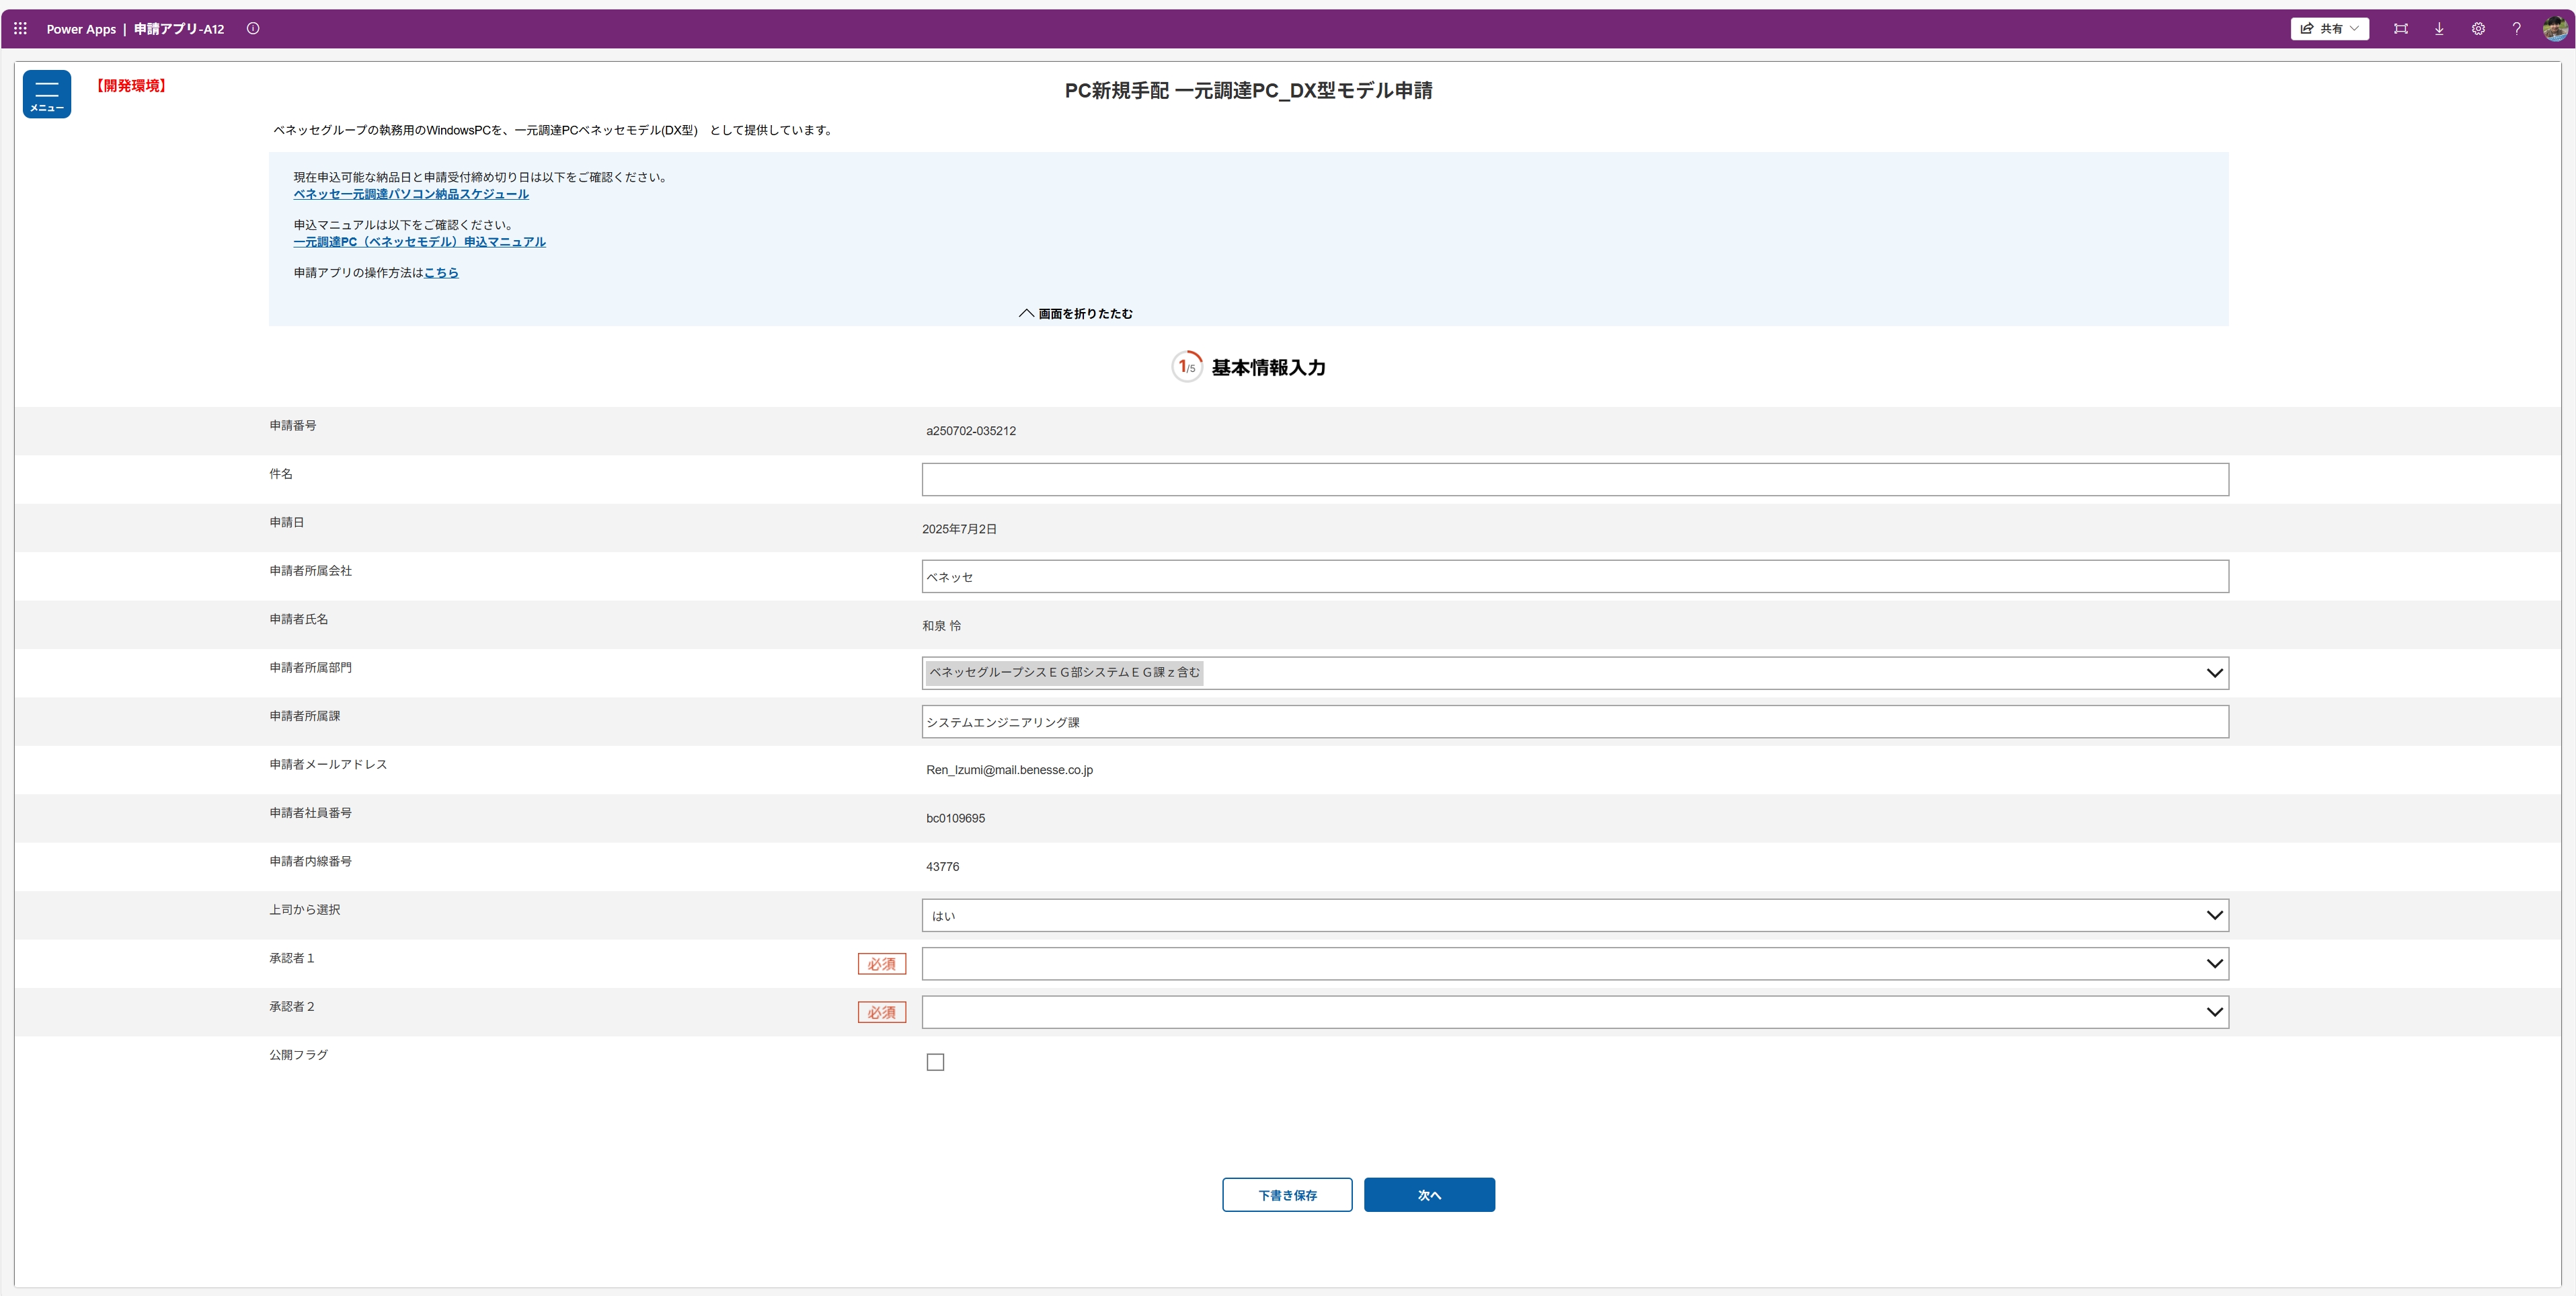 Power Apps | 申請アプリ-A12
共有
メニュー
【開発環境】
PC新規手配 一元調達PC_DX型モデル申請
ベネッセグループの執務用のWindowsPCを、一元調達PCベネッセモデル(DX型)　として提供しています。
現在申込可能な納品日と申請受付締め切り日は以下をご確認ください。
ベネッセ一元調達パソコン納品スケジュール
申込マニュアルは以下をご確認ください。
一元調達PC（ベネッセモデル）申込マニュアル
申請アプリの操作方法はこちら
画面を折りたたむ
1/5 基本情報入力
申請番号 a250702-035212
件名
申請日 2025年7月2日
申請者所属会社 ベネッセ
申請者氏名 和泉 怜
申請者所属部門 ベネッセグループシスＥＧ部システムＥＧ課ｚ含む
申請者所属課 システムエンジニアリング課
申請者メールアドレス Ren_Izumi@mail.benesse.co.jp
申請者社員番号 bc0109695
申請者内線番号 43776
上司から選択 はい
承認者１ 必須
承認者２ 必須
公開フラグ
下書き保存 次へ